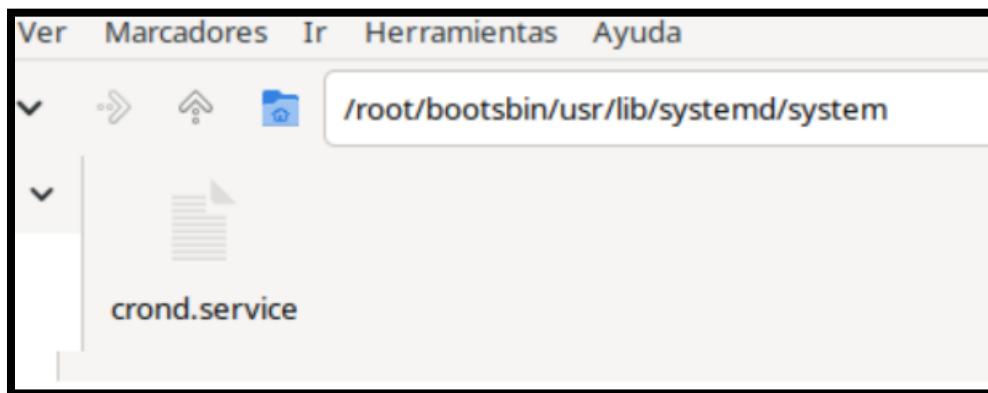 Ver Marcadores Ir Herramientas Ayuda
/root/bootsbin/usr/lib/systemd/system
crond.service